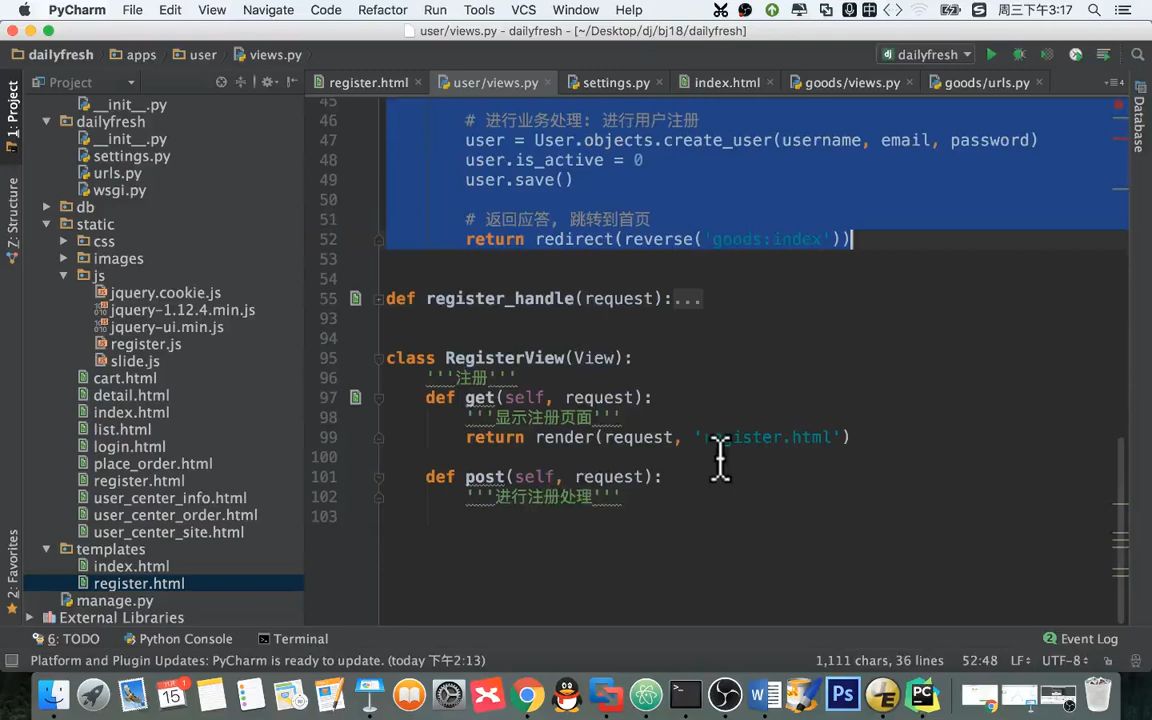 PyCharm File Edit View Navigate Code Refactor Run Tools VCS Window Help 周三下午3:17
user/views.py - dailyfresh - [~/Desktop/dj/bj18/dailyfresh]
dailyfresh apps user views.py dailyfresh
Project register.html user/views.py settings.py index.html goods/views.py goods/urls.py
1: Project
7: Structure
2: Favorites
Database
__init__.py
dailyfresh
__init__.py
settings.py
urls.py
wsgi.py
db
static
css
images
js
jquery.cookie.js
jquery-1.12.4.min.js
jquery-ui.min.js
register.js
slide.js
cart.html
detail.html
index.html
list.html
login.html
place_order.html
register.html
user_center_info.html
user_center_order.html
user_center_site.html
templates
index.html
register.html
manage.py
External Libraries
45
46 # 进行业务处理: 进行用户注册
47 user = User.objects.create_user(username, email, password)
48 user.is_active = 0
49 user.save()
50
51 # 返回应答, 跳转到首页
52 return redirect(reverse('goods:index'))
53
54
55 def register_handle(request):...
93
94
95 class RegisterView(View):
96 '''注册'''
97 def get(self, request):
98 '''显示注册页面'''
99 return render(request, 'register.html')
100
101 def post(self, request):
102 '''进行注册处理'''
103
6: TODO Python Console Terminal Event Log
Platform and Plugin Updates: PyCharm is ready to update. (today 下午2:13) 1,111 chars, 36 lines 52:48 LF UTF-8